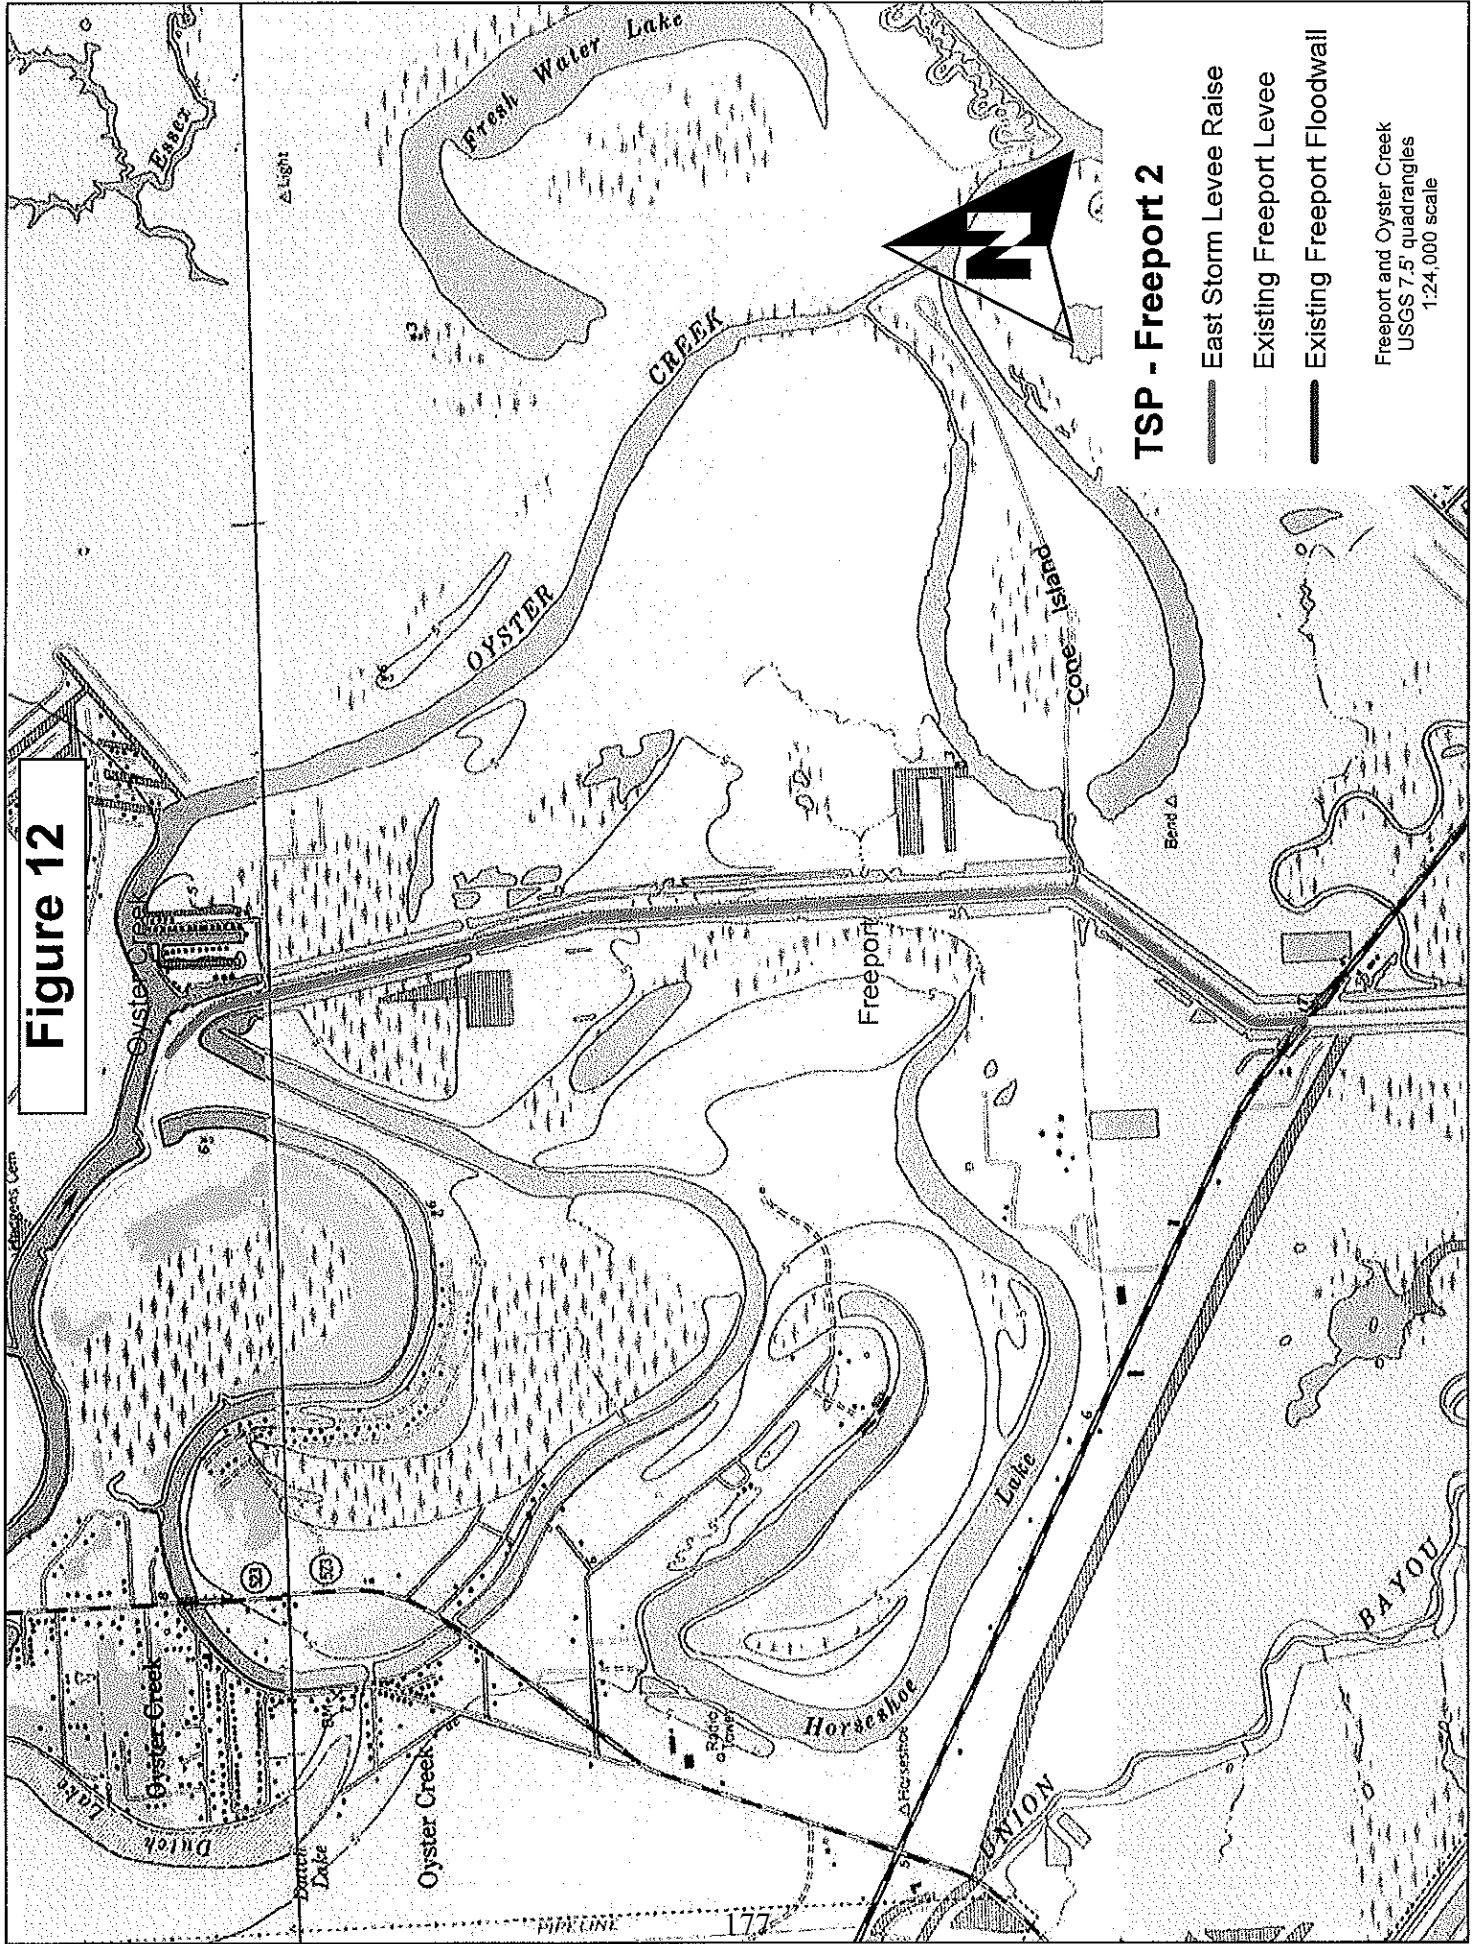 Figure 12
Essex
Light
Fresh Water Lake
CREEK
OYSTER
Oyster Creek
Cone Island
Bend
Freeport
523
523
Oyster Creek
Lake
Dutch
Dutch
Lake
Oyster Creek
Radio
Tower
Horseshoe
Lake
Horseshoe
UNION
BAYOU
PIPELINE
177
N
TSP - Freeport 2
East Storm Levee Raise
Existing Freeport Levee
Existing Freeport Floodwall
Freeport and Oyster Creek
USGS 7.5' quadrangles
1:24,000 scale